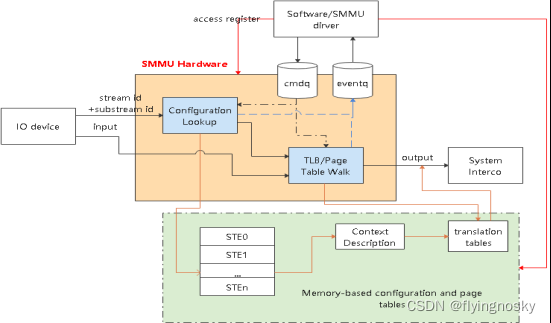 Software/SMMU
dirver
access register
SMMU Hardware
cmdq
eventq
stream id
+substream id
Configuration
Lookup
IO device
input
TLB/Page
Table Walk
output
System
Interco
STE0
STE1
...
STEn
Context
Description
translation
tables
Memory-based configuration and page
tables
CSDN @flyingnosky